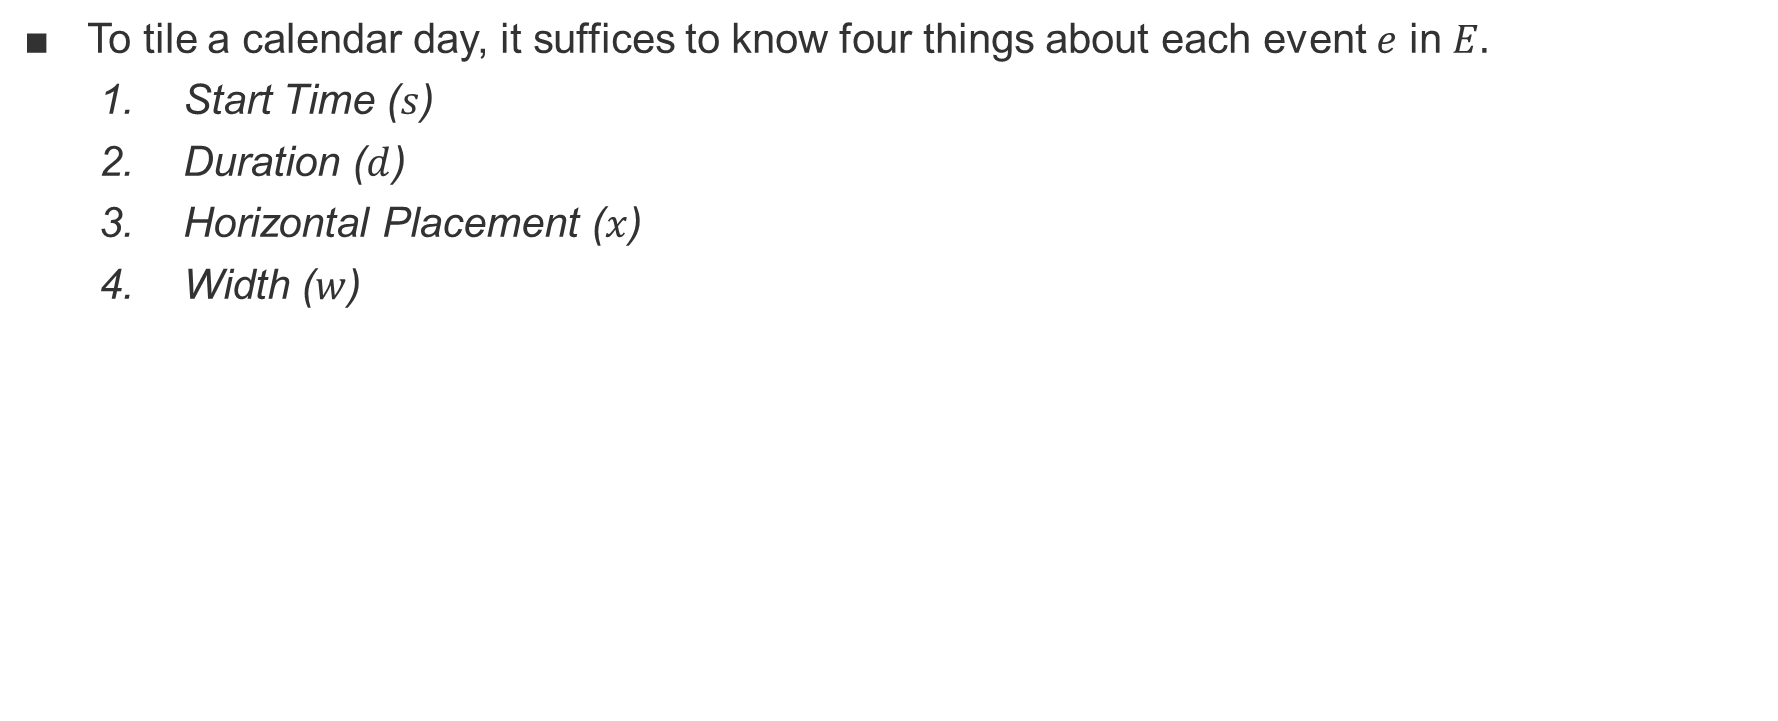 ▪ To tile a calendar day, it suffices to know four things about each event e in E.
1. Start Time (s)
2. Duration (d)
3. Horizontal Placement (x)
4. Width (w)